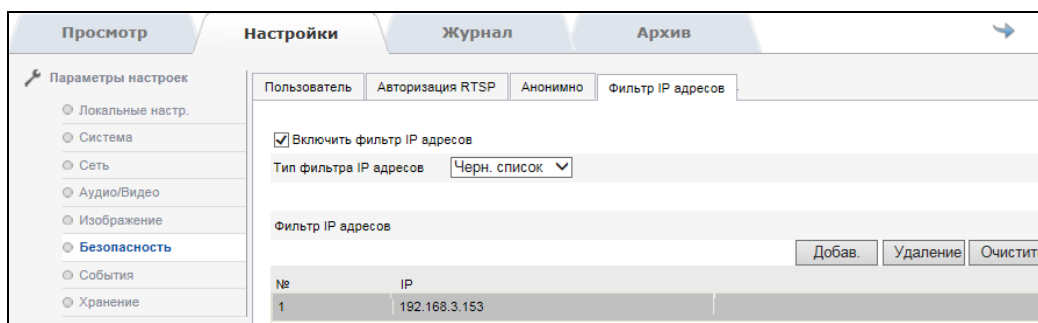 Просмотр Настройки Журнал Архив
Параметры настроек
Локальные настр.
Система
Сеть
Аудио/Видео
Изображение
Безопасность
События
Хранение
Пользователь Авторизация RTSP Анонимно Фильтр IP адресов
Включить фильтр IP адресов
Тип фильтра IP адресов Черн. список
Фильтр IP адресов
Добав. Удаление Очистит
№ IP
1 192.168.3.153